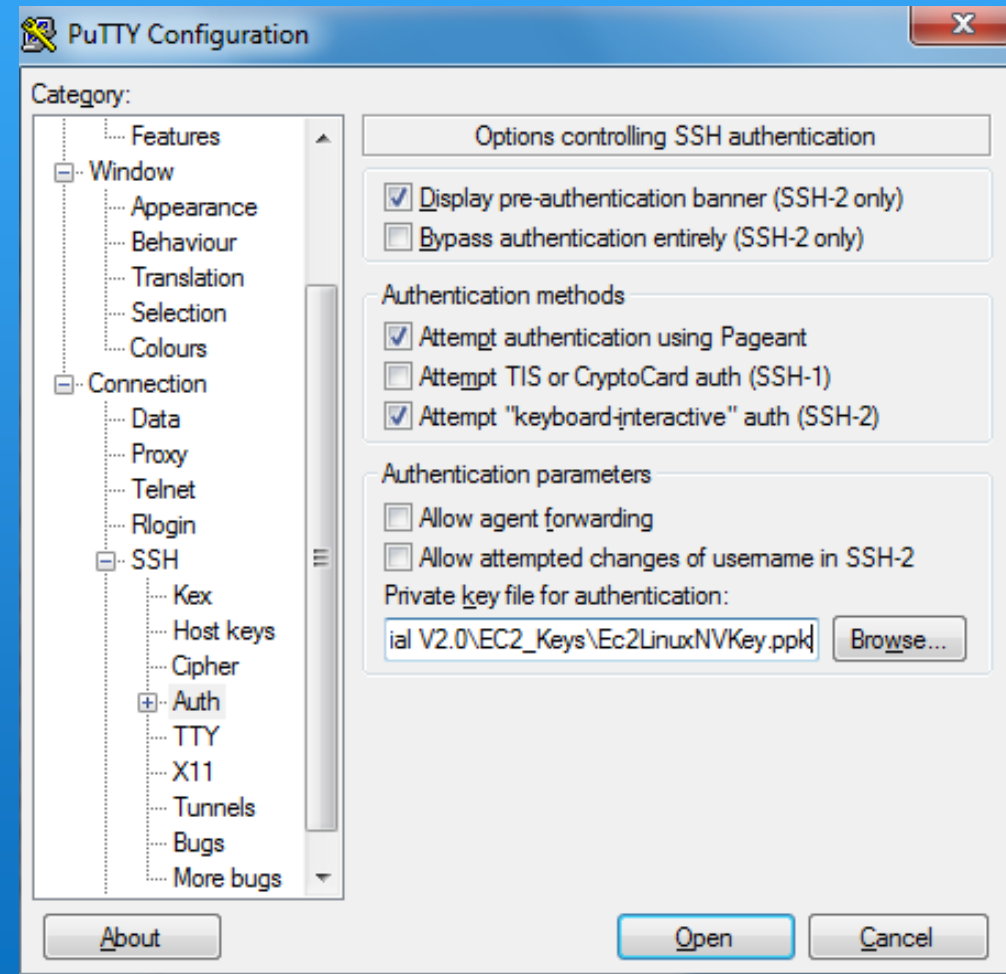 PuTTY Configuration
Category:
Features
Window
Appearance
Behaviour
Translation
Selection
Colours
Connection
Data
Proxy
Telnet
Rlogin
SSH
Kex
Host keys
Cipher
Auth
TTY
X11
Tunnels
Bugs
More bugs
Options controlling SSH authentication
Display pre-authentication banner (SSH-2 only)
Bypass authentication entirely (SSH-2 only)
Authentication methods
Attempt authentication using Pageant
Attempt TIS or CryptoCard auth (SSH-1)
Attempt "keyboard-interactive" auth (SSH-2)
Authentication parameters
Allow agent forwarding
Allow attempted changes of username in SSH-2
Private key file for authentication:
ial V2.0\EC2_Keys\Ec2LinuxNVKey.ppk Browse...
About Open Cancel